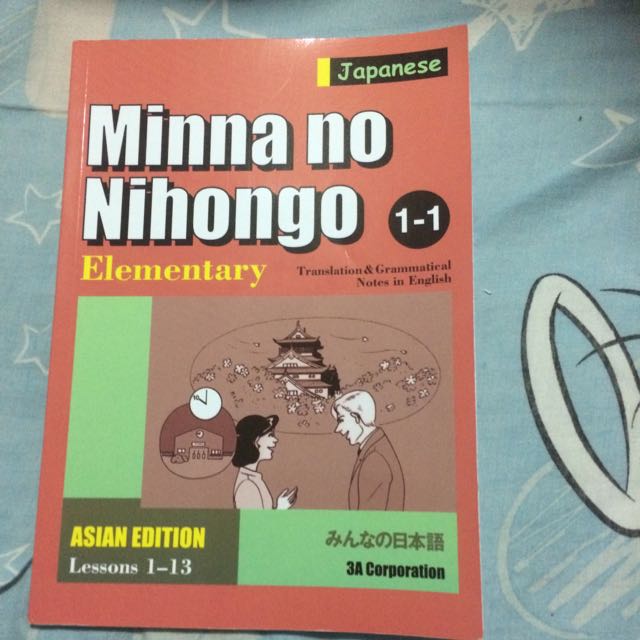 Japanese
Minna no
Nihongo 1-1
Elementary
Translation & Grammatical
Notes in English
ASIAN EDITION
Lessons 1–13
みんなの日本語
3A Corporation